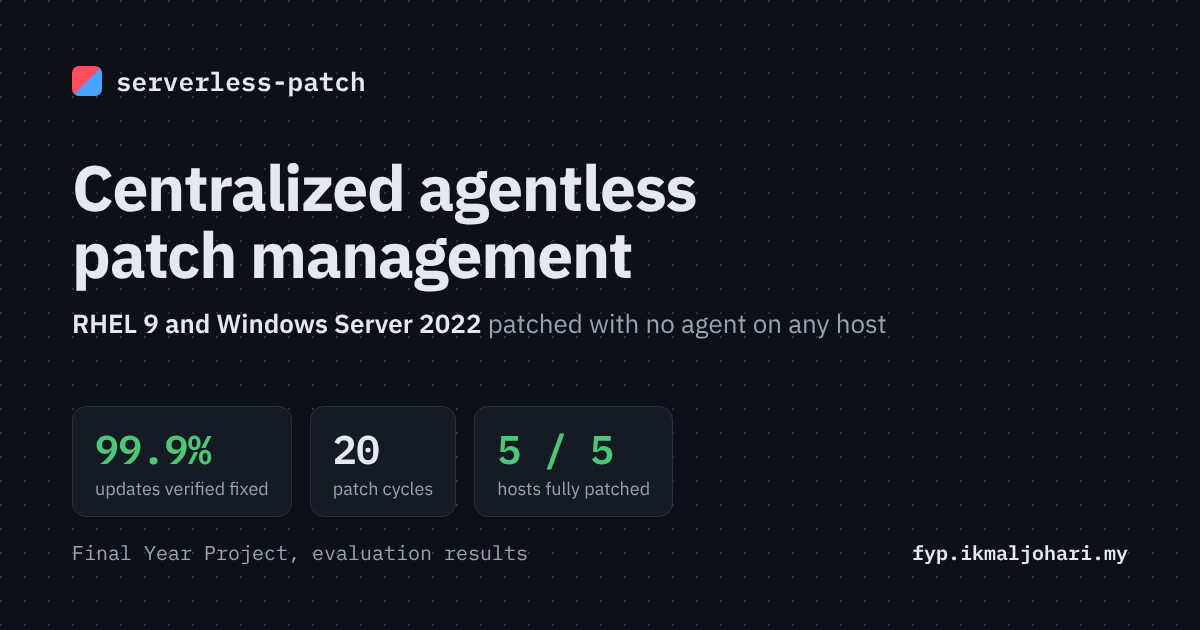 serverless-patch
Centralized agentless
patch management
RHEL 9 and Windows Server 2022 patched with no agent on any host
99.9%
updates verified fixed
20
patch cycles
5 / 5
hosts fully patched
Final Year Project, evaluation results
fyp.ikmaljohari.my